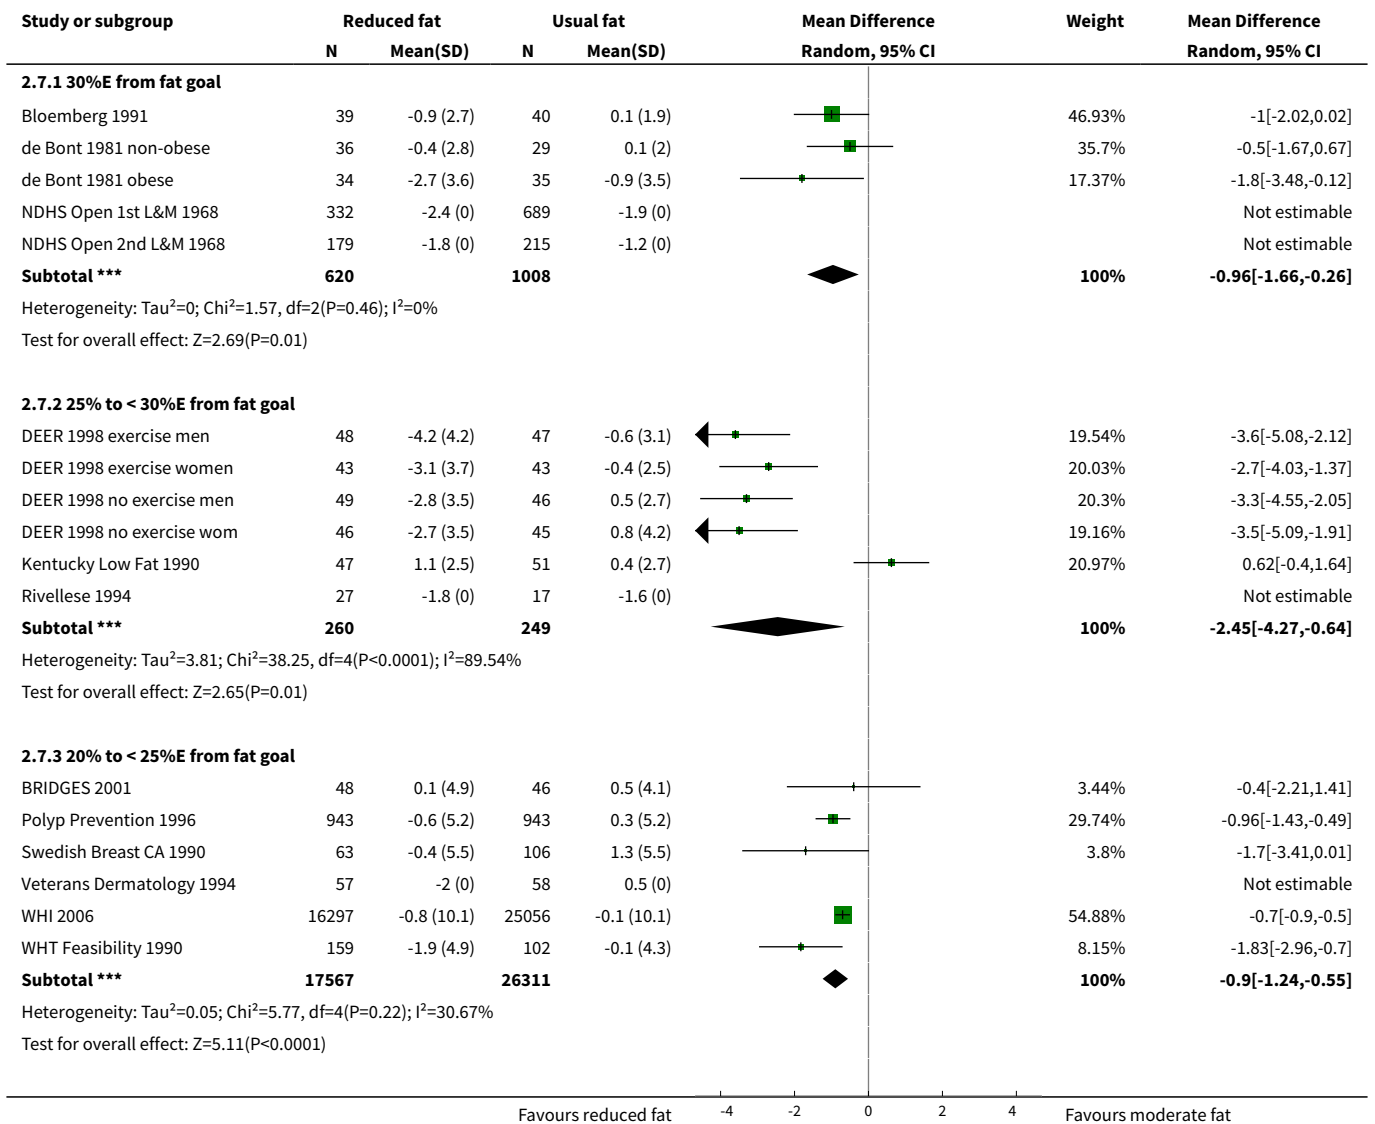 Study or subgroup Reduced fat Usual fat Mean Difference Weight Mean Difference
N Mean(SD) N Mean(SD) Random, 95% CI Random, 95% CI
2.7.1 30%E from fat goal
Bloemberg 1991 39 -0.9 (2.7) 40 0.1 (1.9) 46.93% -1[-2.02,0.02]
de Bont 1981 non-obese 36 -0.4 (2.8) 29 0.1 (2) 35.7% -0.5[-1.67,0.67]
de Bont 1981 obese 34 -2.7 (3.6) 35 -0.9 (3.5) 17.37% -1.8[-3.48,-0.12]
NDHS Open 1st L&M 1968 332 -2.4 (0) 689 -1.9 (0) Not estimable
NDHS Open 2nd L&M 1968 179 -1.8 (0) 215 -1.2 (0) Not estimable
Subtotal *** 620 1008 100% -0.96[-1.66,-0.26]
Heterogeneity: Tau²=0; Chi²=1.57, df=2(P=0.46); I²=0%
Test for overall effect: Z=2.69(P=0.01)
2.7.2 25% to < 30%E from fat goal
DEER 1998 exercise men 48 -4.2 (4.2) 47 -0.6 (3.1) 19.54% -3.6[-5.08,-2.12]
DEER 1998 exercise women 43 -3.1 (3.7) 43 -0.4 (2.5) 20.03% -2.7[-4.03,-1.37]
DEER 1998 no exercise men 49 -2.8 (3.5) 46 0.5 (2.7) 20.3% -3.3[-4.55,-2.05]
DEER 1998 no exercise wom 46 -2.7 (3.5) 45 0.8 (4.2) 19.16% -3.5[-5.09,-1.91]
Kentucky Low Fat 1990 47 1.1 (2.5) 51 0.4 (2.7) 20.97% 0.62[-0.4,1.64]
Rivellese 1994 27 -1.8 (0) 17 -1.6 (0) Not estimable
Subtotal *** 260 249 100% -2.45[-4.27,-0.64]
Heterogeneity: Tau²=3.81; Chi²=38.25, df=4(P<0.0001); I²=89.54%
Test for overall effect: Z=2.65(P=0.01)
2.7.3 20% to < 25%E from fat goal
BRIDGES 2001 48 0.1 (4.9) 46 0.5 (4.1) 3.44% -0.4[-2.21,1.41]
Polyp Prevention 1996 943 -0.6 (5.2) 943 0.3 (5.2) 29.74% -0.96[-1.43,-0.49]
Swedish Breast CA 1990 63 -0.4 (5.5) 106 1.3 (5.5) 3.8% -1.7[-3.41,0.01]
Veterans Dermatology 1994 57 -2 (0) 58 0.5 (0) Not estimable
WHI 2006 16297 -0.8 (10.1) 25056 -0.1 (10.1) 54.88% -0.7[-0.9,-0.5]
WHT Feasibility 1990 159 -1.9 (4.9) 102 -0.1 (4.3) 8.15% -1.83[-2.96,-0.7]
Subtotal *** 17567 26311 100% -0.9[-1.24,-0.55]
Heterogeneity: Tau²=0.05; Chi²=5.77, df=4(P=0.22); I²=30.67%
Test for overall effect: Z=5.11(P<0.0001)
Favours reduced fat -4 -2 0 2 4 Favours moderate fat